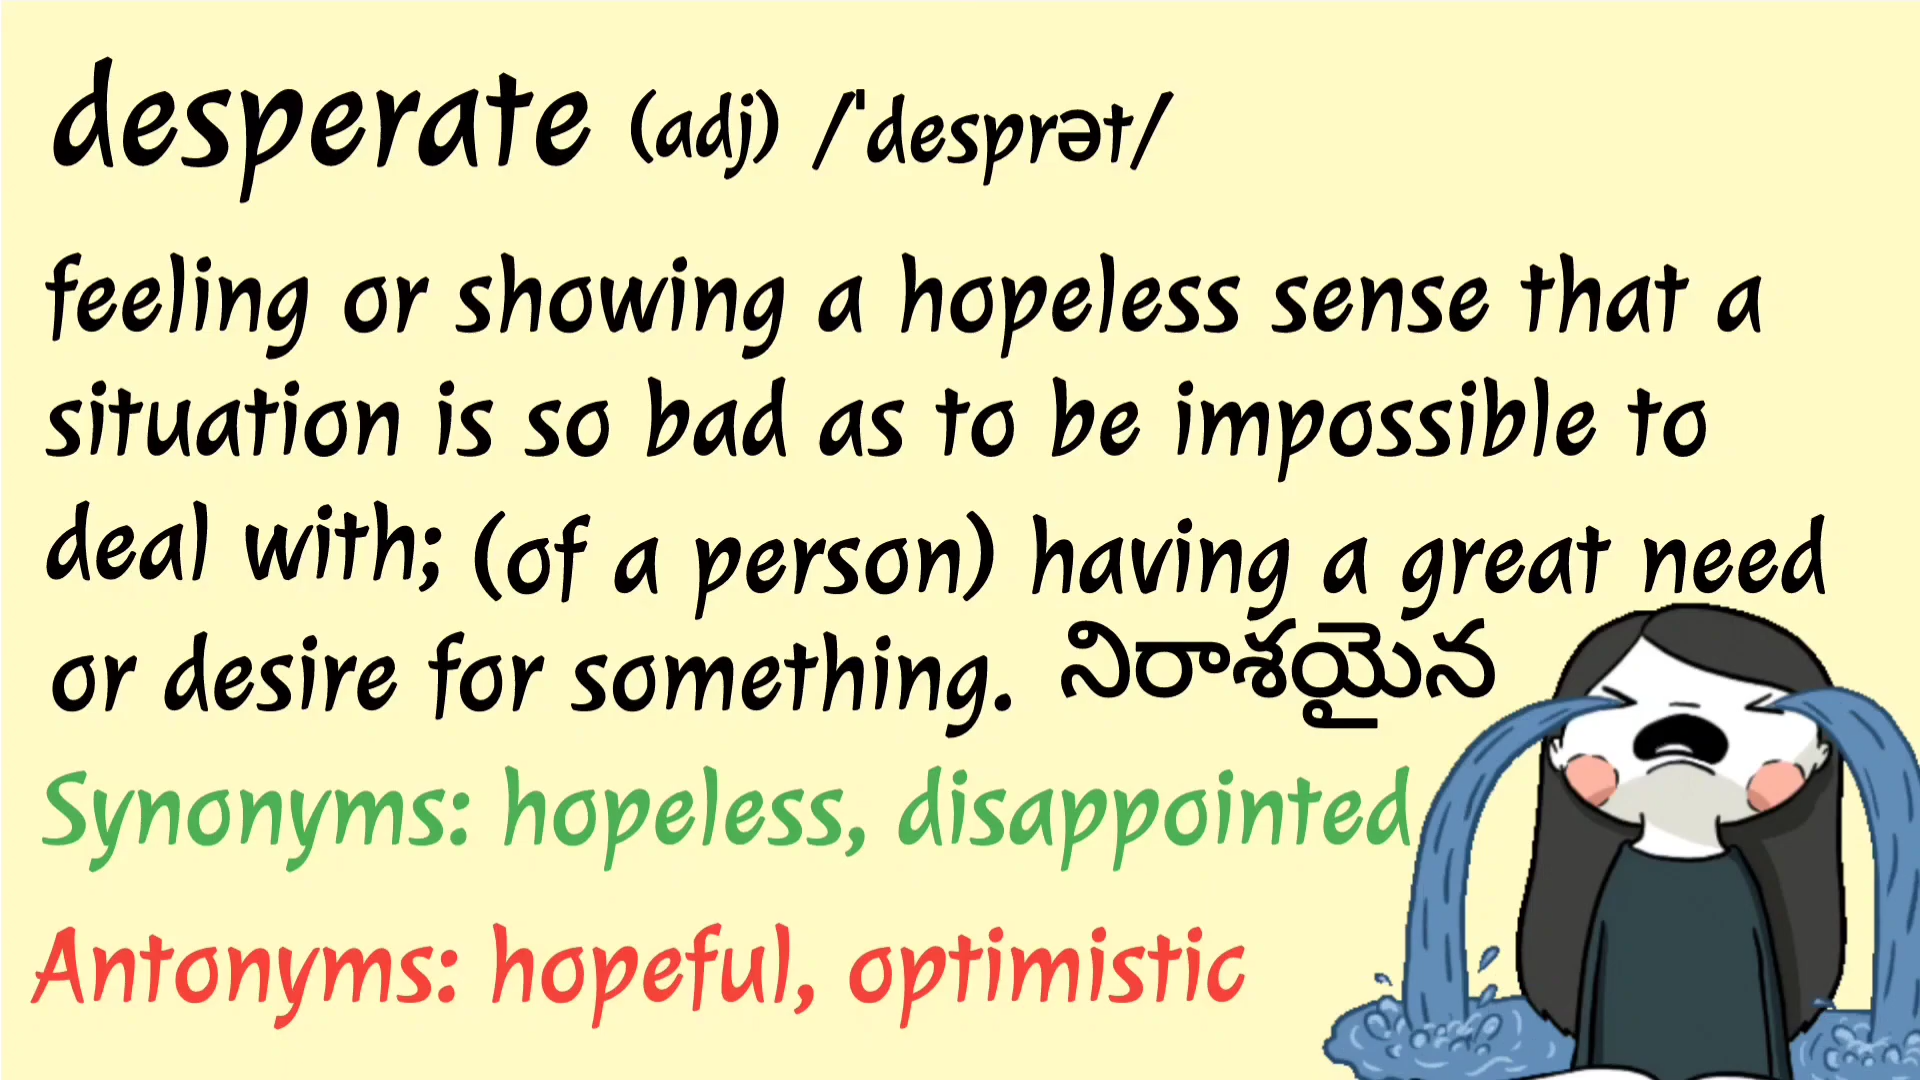 desperate (adj) /ˈdesprət/
feeling or showing a hopeless sense that a
situation is so bad as to be impossible to
deal with; (of a person) having a great need
or desire for something. నిరాశయైన
Synonyms: hopeless, disappointed
Antonyms: hopeful, optimistic